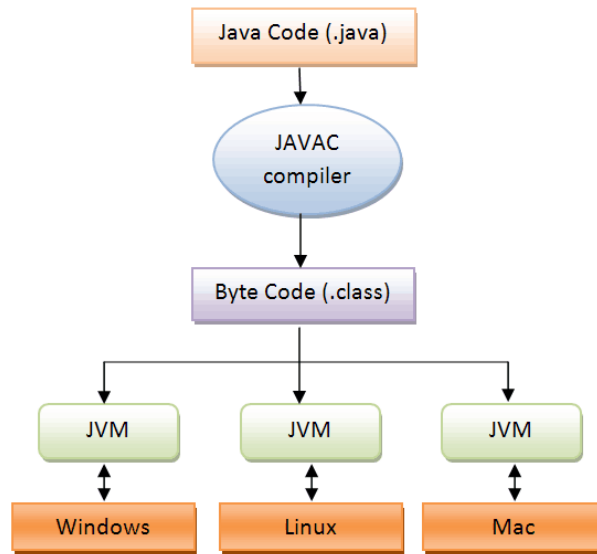 Java Code (.java)
JAVAC
compiler
Byte Code (.class)
JVM
JVM
JVM
Windows
Linux
Mac